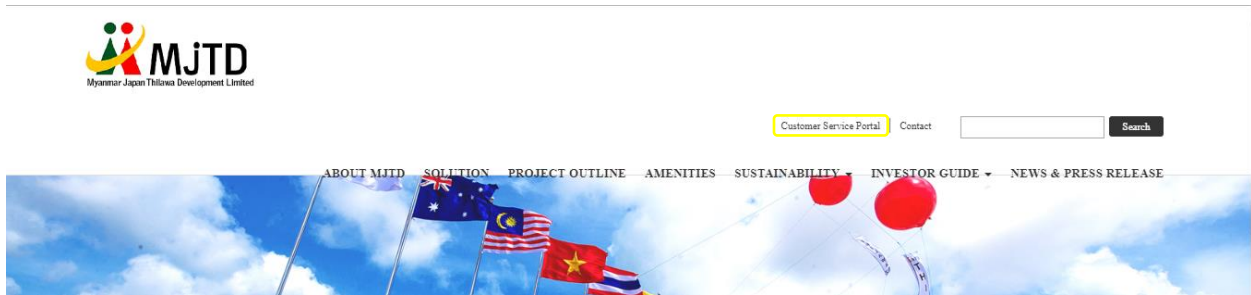 MJTD
Myanmar Japan Thilawa Development Limited
Customer Service Portal Contact Search
ABOUT MJTD SOLUTION PROJECT OUTLINE AMENITIES SUSTAINABILITY INVESTOR GUIDE NEWS & PRESS RELEASE